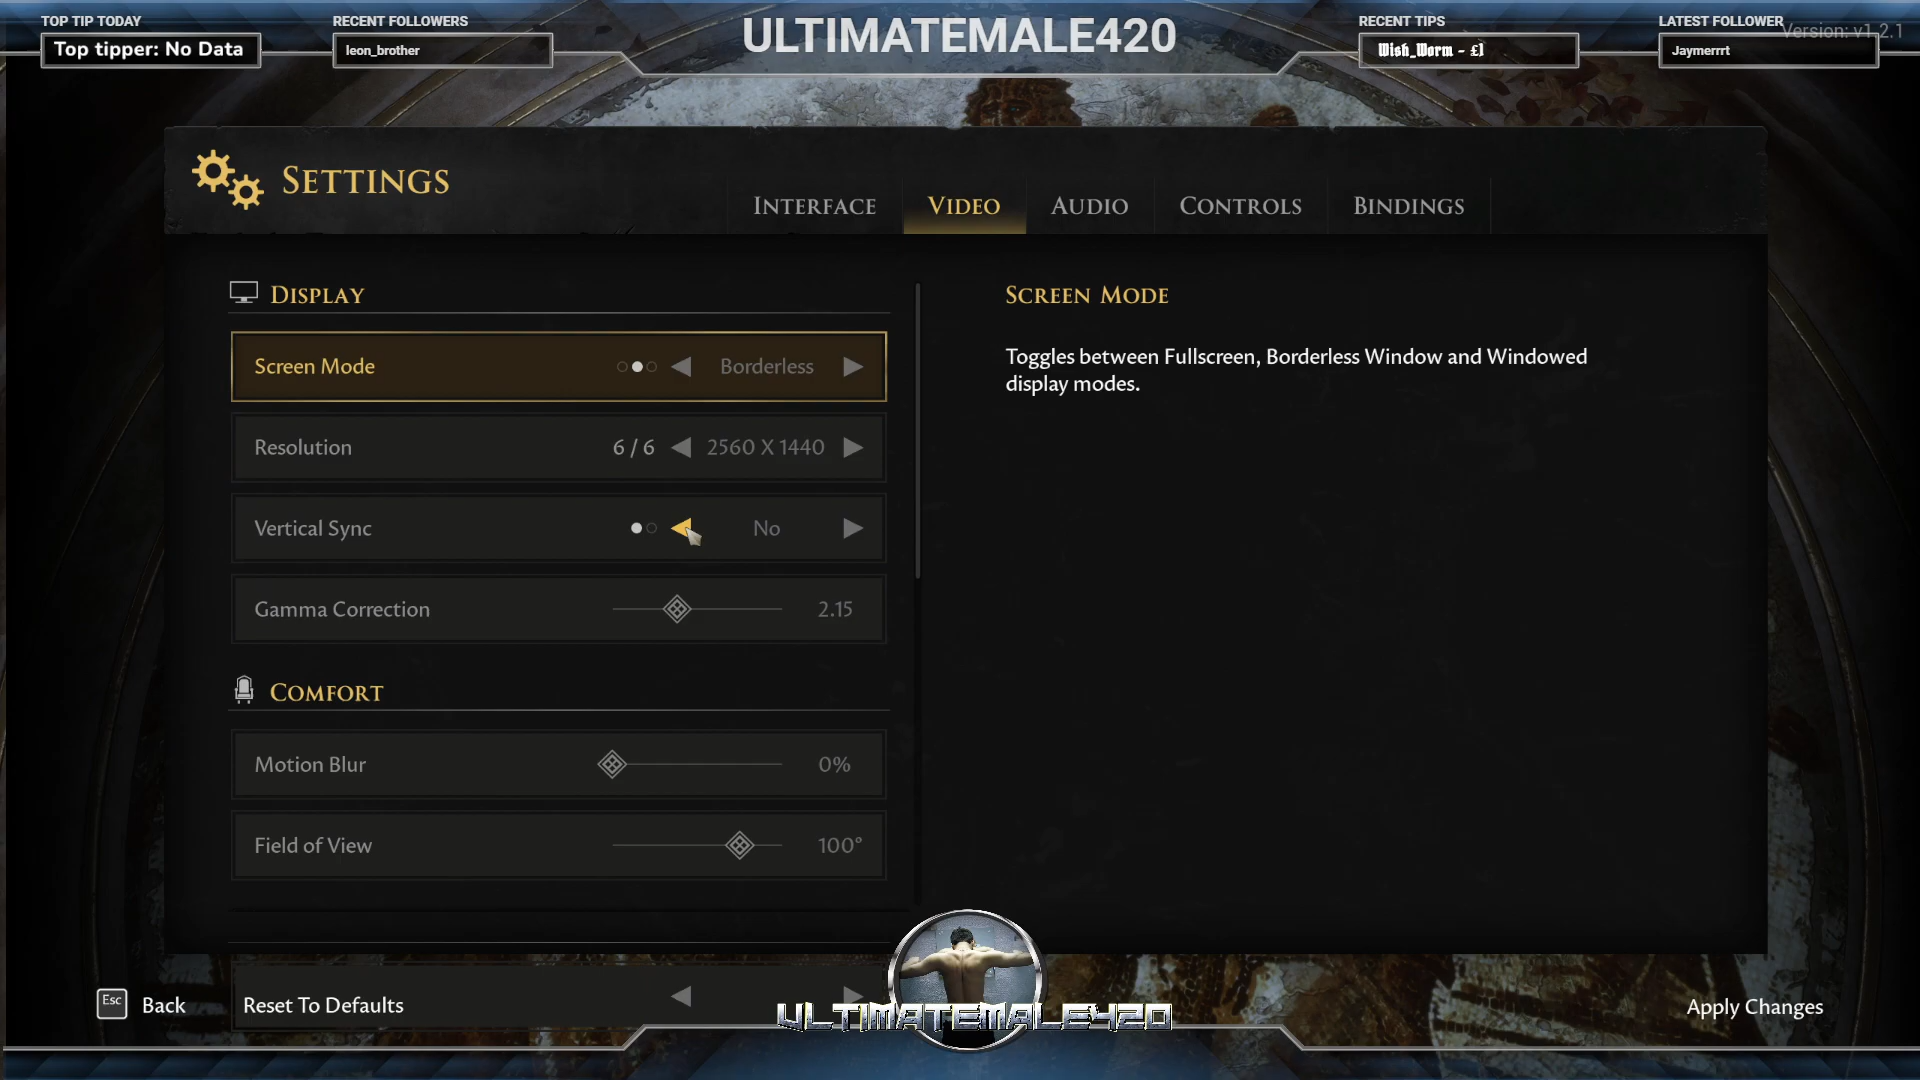 TOP TIP TODAY
RECENT FOLLOWERS
ULTIMATEMALE420
RECENT TIPS
LATEST FOLLOWER
Version: v1.2.1
Top tipper: No Data
leon_brother
Wish_Worm - £1
Jaymerrrt
SETTINGS
INTERFACE
VIDEO
AUDIO
CONTROLS
BINDINGS
DISPLAY
SCREEN MODE
Screen Mode
Borderless
Toggles between Fullscreen, Borderless Window and Windowed
display modes.
Resolution
6 / 6
2560 X 1440
Vertical Sync
No
Gamma Correction
2.15
COMFORT
Motion Blur
0%
Field of View
100°
Esc
Back
Reset To Defaults
ULTIMATEMALE420
Apply Changes